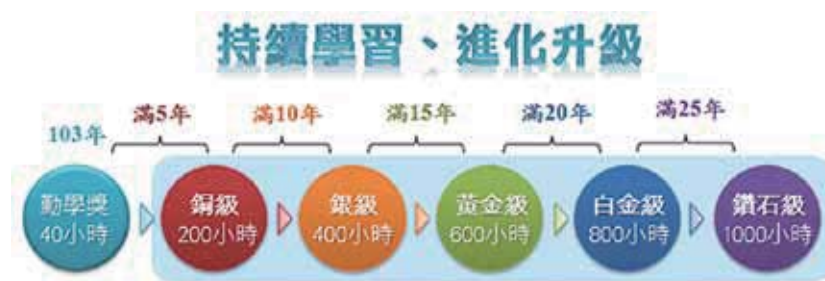 持續學習、進化升級
103年 滿5年 滿10年 滿15年 滿20年 滿25年
勤學獎 銅級 銀級 黃金級 白金級 鑽石級
40小時 200小時 400小時 600小時 800小時 1000小時